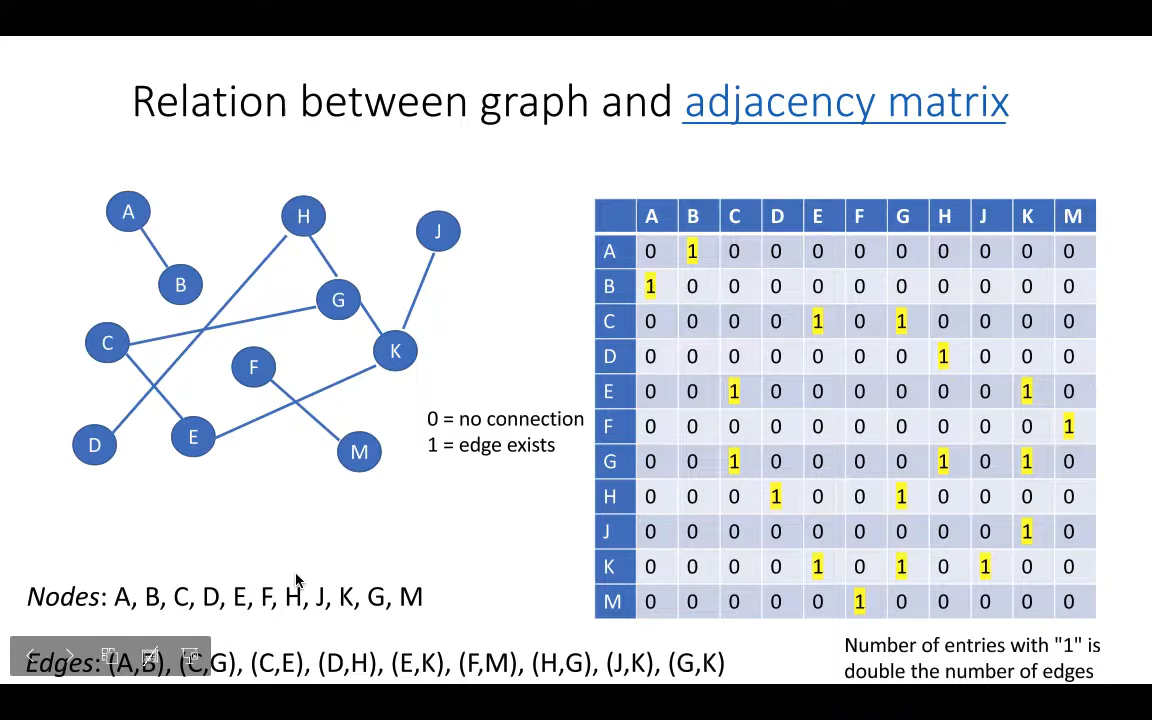 Relation between graph and adjacency matrix
A
H
J
B
G
C
K
F
D
E
M
0 = no connection
1 = edge exists
A B C D E F G H J K M
A 0 1 0 0 0 0 0 0 0 0 0
B 1 0 0 0 0 0 0 0 0 0 0
C 0 0 0 0 1 0 1 0 0 0 0
D 0 0 0 0 0 0 0 1 0 0 0
E 0 0 1 0 0 0 0 0 0 1 0
F 0 0 0 0 0 0 0 0 0 0 1
G 0 0 1 0 0 0 0 1 0 1 0
H 0 0 0 1 0 0 1 0 0 0 0
J 0 0 0 0 0 0 0 0 0 1 0
K 0 0 0 0 1 0 1 0 1 0 0
M 0 0 0 0 0 1 0 0 0 0 0
Nodes: A, B, C, D, E, F, H, J, K, G, M
Edges: (A,B), (C,G), (C,E), (D,H), (E,K), (F,M), (H,G), (J,K), (G,K)
Number of entries with "1" is
double the number of edges